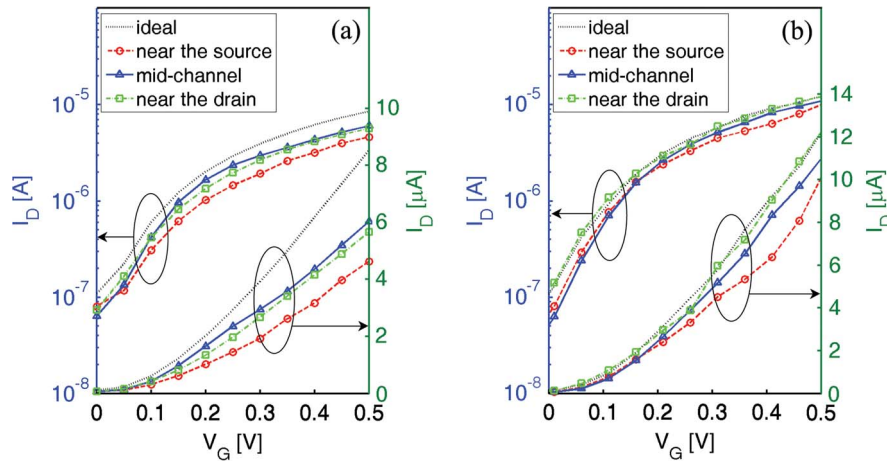 ideal
near the source
mid-channel
near the drain
(a)
10⁻⁴
10⁻⁵
10⁻⁶
10⁻⁷
10⁻⁸
I_D [A]
10
8
6
4
2
0
I_D [μA]
0 0.1 0.2 0.3 0.4 0.5
V_G [V]
ideal
near the source
mid-channel
near the drain
(b)
10⁻⁴
10⁻⁵
10⁻⁶
10⁻⁷
10⁻⁸
I_D [A]
14
12
10
8
6
4
2
0
I_D [μA]
0 0.1 0.2 0.3 0.4 0.5
V_G [V]